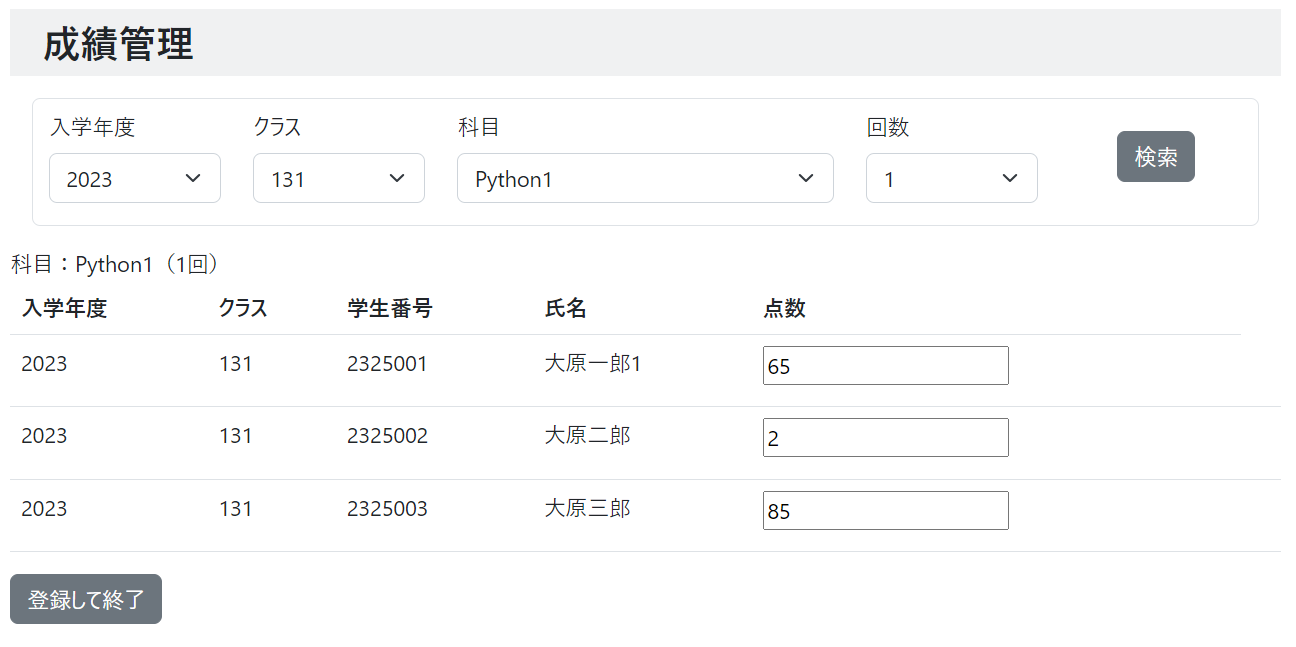 成績管理
入学年度 クラス 科目 回数
2023 131 Python1 1 検索
科目：Python1（1回）
入学年度 クラス 学生番号 氏名 点数
2023 131 2325001 大原一郎1 65
2023 131 2325002 大原二郎 2
2023 131 2325003 大原三郎 85
登録して終了